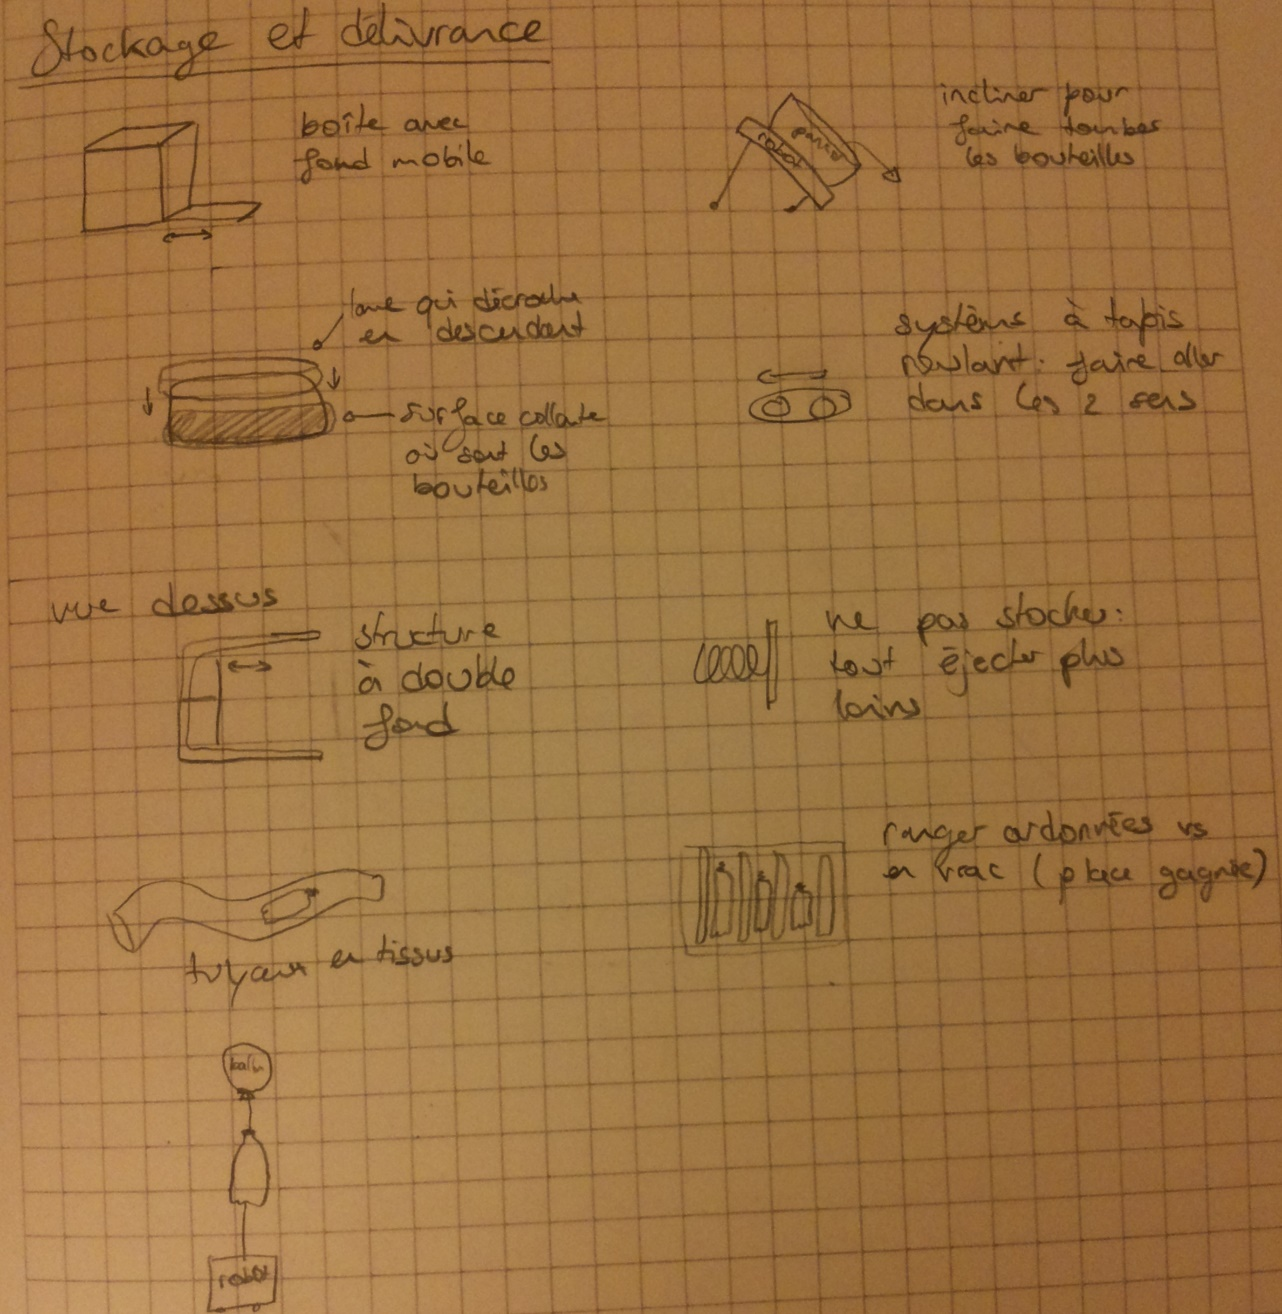 Stockage et délivrance
boîte avec
fond mobile
robot
panier
incliner pour
faire tomber
les bouteilles
lame qui décroche
en descendant
surface collante
où sont les
bouteilles
systèms à tapis
roulant: faire aller
dans les 2 sens
vue dessus
structure
à double
fond
ne pas stocker:
tout éjecter plus
loins
tuyaux en tissus
ranger ordonnées vs
en vrac (place gagnée)
ballon
robot